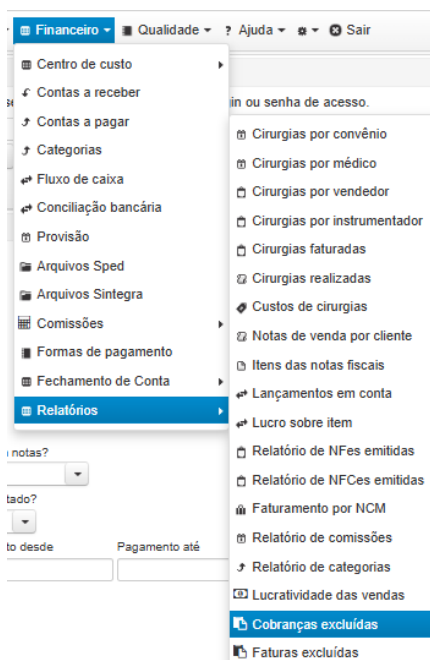 Financeiro
Qualidade
? Ajuda
Sair
Centro de custo
Contas a receber
in ou senha de acesso.
Contas a pagar
Categorias
Fluxo de caixa
Conciliação bancária
Provisão
Arquivos Sped
Arquivos Sintegra
Comissões
Formas de pagamento
Fechamento de Conta
Relatórios
Cirurgias por convênio
Cirurgias por médico
Cirurgias por vendedor
Cirurgias por instrumentador
Cirurgias faturadas
Cirurgias realizadas
Custos de cirurgias
Notas de venda por cliente
Itens das notas fiscais
Lançamentos em conta
Lucro sobre item
Relatório de NFes emitidas
Relatório de NFCes emitidas
Faturamento por NCM
Relatório de comissões
Relatório de categorias
Lucratividade das vendas
Cobranças excluídas
Faturas excluídas
notas?
tado?
to desde
Pagamento até